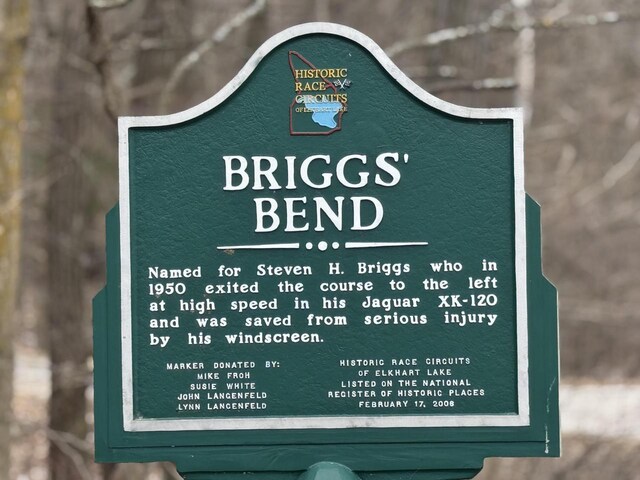 HISTORIC
RACE
CIRCUITS
OF ELKHART LAKE
BRIGGS'
BEND
Named for Steven H. Briggs who in
1950 exited the course to the left
at high speed in his Jaguar XK-120
and was saved from serious injury
by his windscreen.
MARKER DONATED BY:
MIKE FROH
SUSIE WHITE
JOHN LANGENFELD
LYNN LANGENFELD
HISTORIC RACE CIRCUITS
OF ELKHART LAKE
LISTED ON THE NATIONAL
REGISTER OF HISTORIC PLACES
FEBRUARY 17, 2006